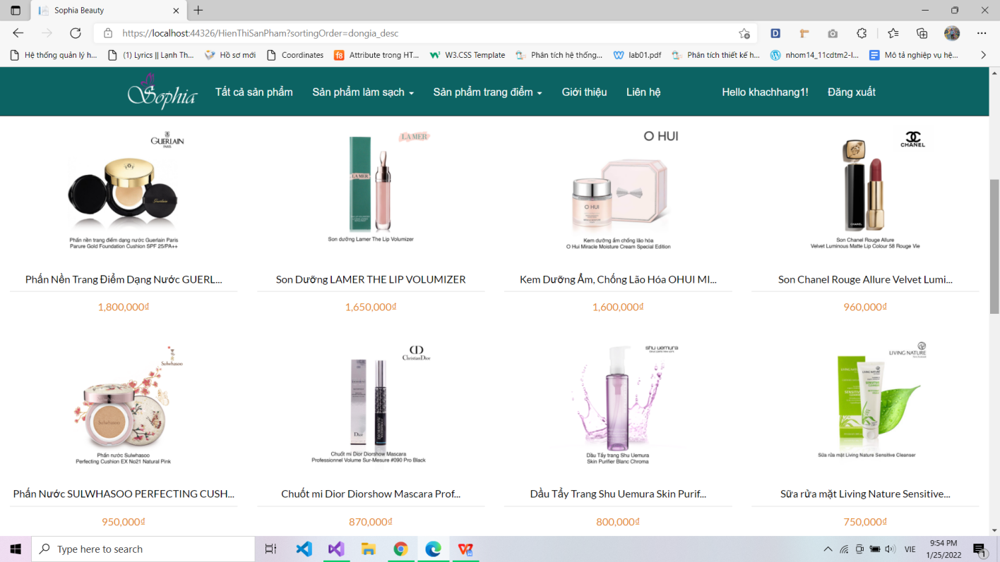 Sophia Beauty
https://localhost:44326/HienThiSanPham?sortingOrder=dongia_desc
Hệ thống quản lý h... (1) Lyrics || Lạnh Th... Hồ sơ mới Coordinates Attribute trong HT... W3.CSS Template Phân tích hệ thống... lab01.pdf Phân tích thiết kế h... nhom14_11cdtm2-l... Mô tả nghiệp vụ hệ...
Sophia Tất cả sản phẩm Sản phẩm làm sạch Sản phẩm trang điểm Giới thiệu Liên hệ Hello khachhang1! Đăng xuất
GUERLAIN
PARIS
Phấn nền trang điểm dạng nước Guerlain Paris
Parure Gold Foundation Cushion SPF 25/PA++
LA MER
LA MER
Son dưỡng Lamer The Lip Volumizer
O HUI
O HUI
Kem dưỡng ẩm chống lão hóa
O Hui Miracle Moisture Cream Special Edition
CHANEL
CHANEL
Son Chanel Rouge Allure
Velvet Luminous Matte Lip Colour 58 Rouge Vie
Phấn Nền Trang Điểm Dạng Nước GUERL... Son Dưỡng LAMER THE LIP VOLUMIZER Kem Dưỡng Ẩm, Chống Lão Hóa OHUI MI... Son Chanel Rouge Allure Velvet Lumi...
1,800,000₫ 1,650,000₫ 1,600,000₫ 960,000₫
Sulwhasoo
Phấn nước Sulwhasoo
Perfecting Cushion EX No21 Natural Pink
CD
ChristianDior
Dior
Chuốt mi Dior Diorshow Mascara
Professionnel Volume Sur-Mesure #090 Pro Black
shu uemura
Dầu Tẩy trang Shu Uemura
Skin Purifier Blanc Chroma
LIVING NATURE
LIVING NATURE
SENSITIVE
CLEANSER
Sữa rửa mặt Living Nature Sensitive Cleanser
Phấn Nước SULWHASOO PERFECTING CUSH... Chuốt mi Dior Diorshow Mascara Prof... Dầu Tẩy Trang Shu Uemura Skin Purif... Sữa rửa mặt Living Nature Sensitive...
950,000₫ 870,000₫ 800,000₫ 750,000₫
Type here to search
VIE
9:54 PM
1/25/2022
1